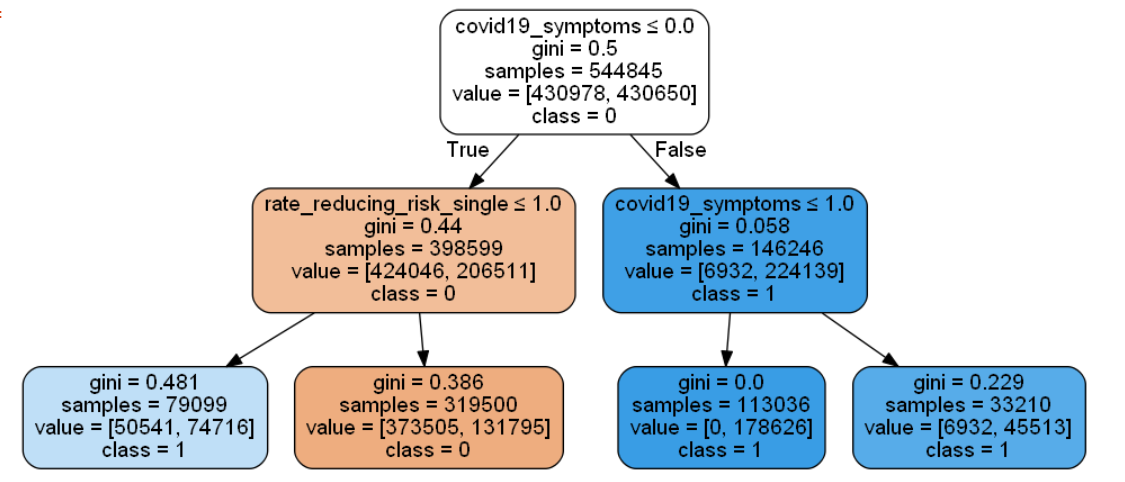 covid19_symptoms ≤ 0.0
gini = 0.5
samples = 544845
value = [430978, 430650]
class = 0
True
False
rate_reducing_risk_single ≤ 1.0
gini = 0.44
samples = 398599
value = [424046, 206511]
class = 0
covid19_symptoms ≤ 1.0
gini = 0.058
samples = 146246
value = [6932, 224139]
class = 1
gini = 0.481
samples = 79099
value = [50541, 74716]
class = 1
gini = 0.386
samples = 319500
value = [373505, 131795]
class = 0
gini = 0.0
samples = 113036
value = [0, 178626]
class = 1
gini = 0.229
samples = 33210
value = [6932, 45513]
class = 1